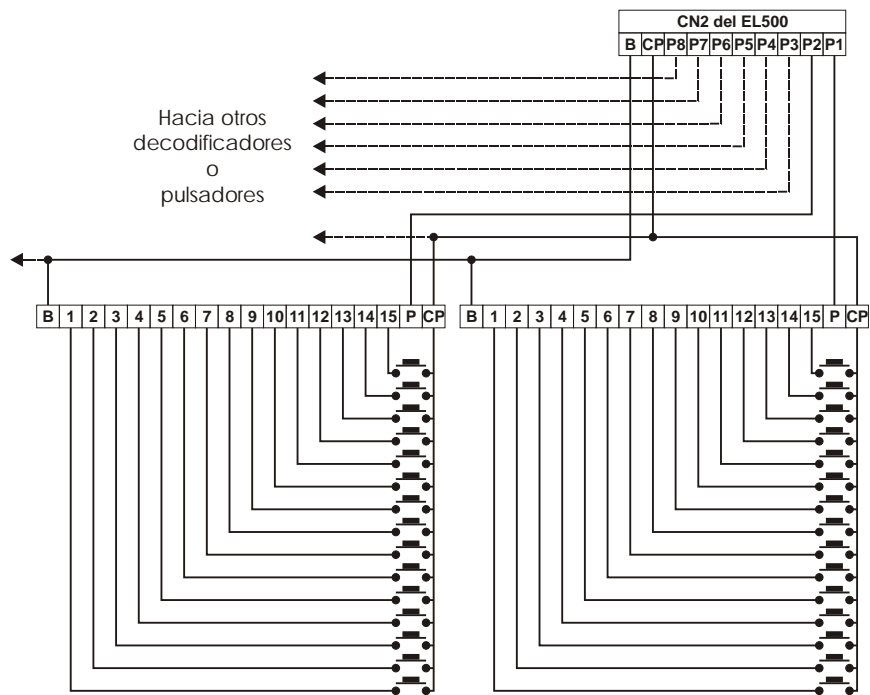 CN2 del EL500
B CP P8 P7 P6 P5 P4 P3 P2 P1
Hacia otros
decodificadores
o
pulsadores
B 1 2 3 4 5 6 7 8 9 10 11 12 13 14 15 P CP
B 1 2 3 4 5 6 7 8 9 10 11 12 13 14 15 P CP